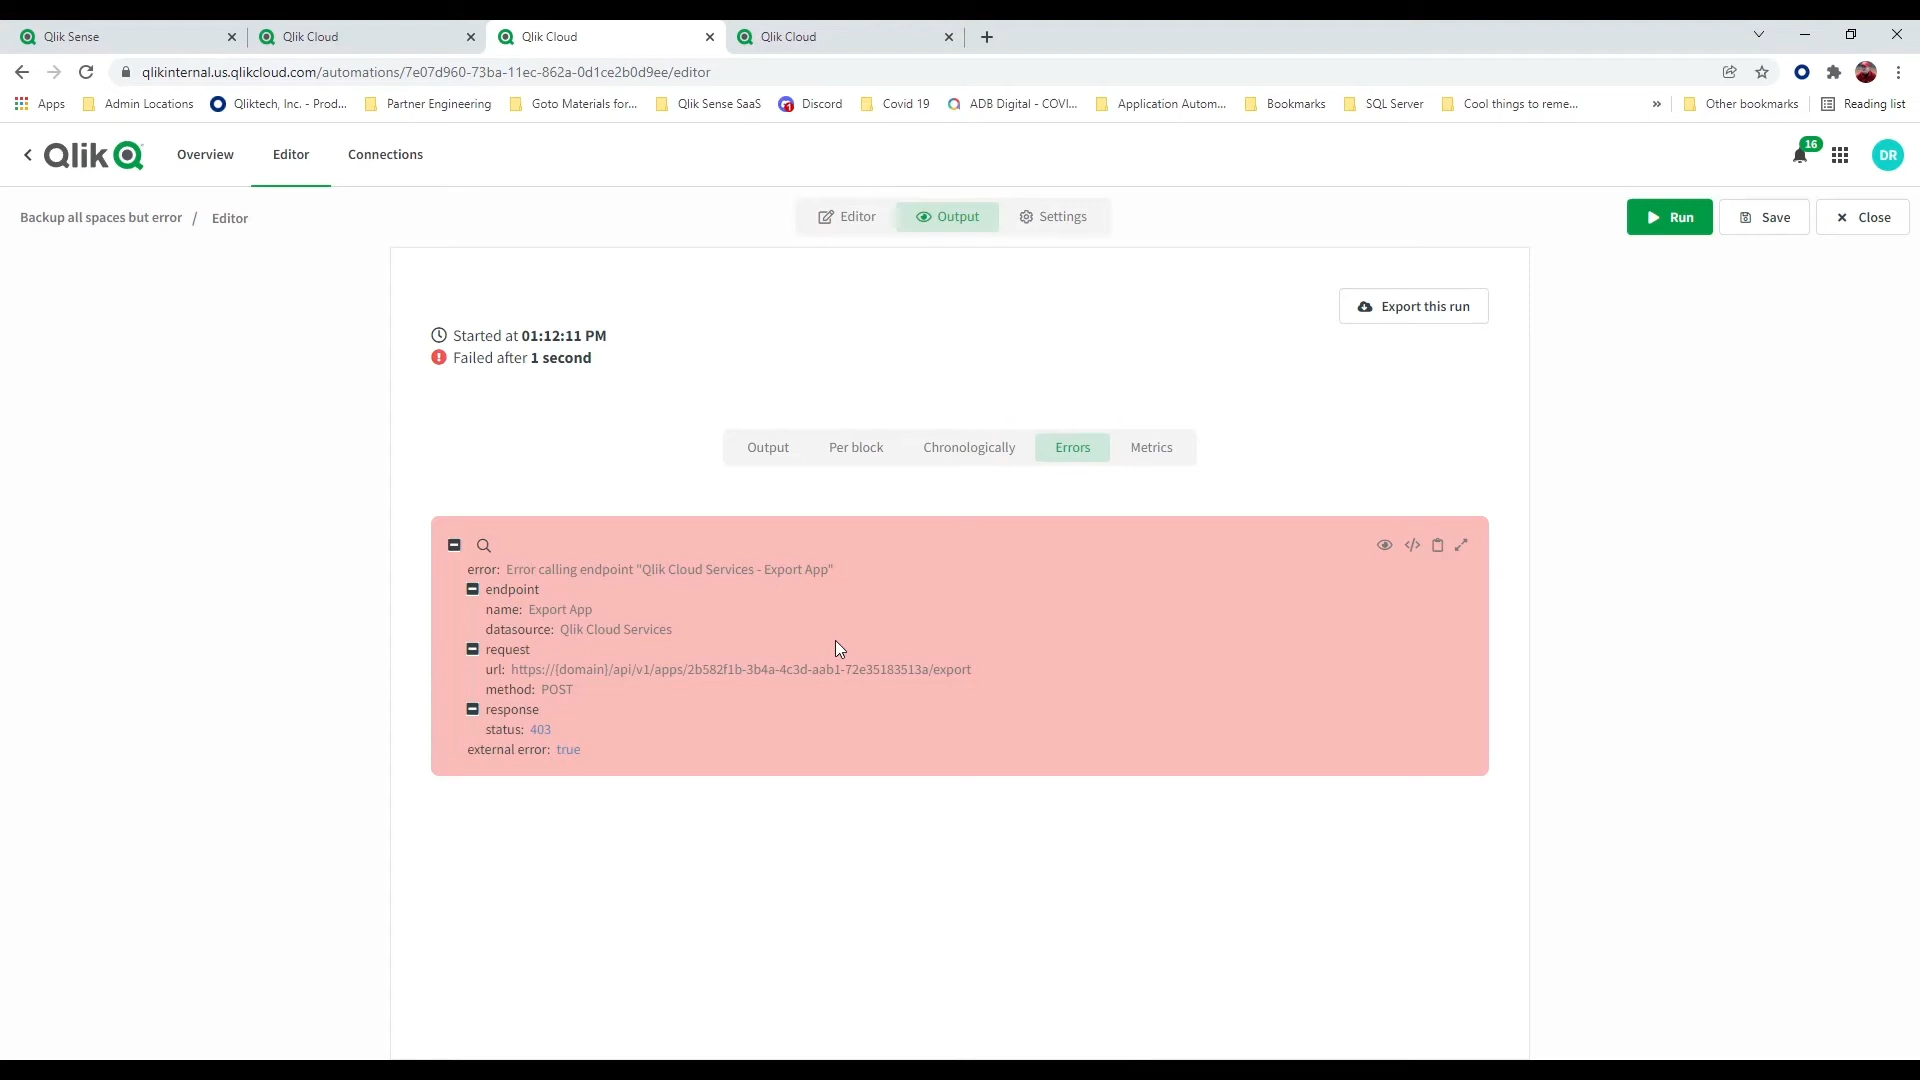 Qlik Sense
Qlik Cloud
Qlik Cloud
Qlik Cloud
qlikinternal.us.qlikcloud.com/automations/7e07d960-73ba-11ec-862a-0d1ce2b0d9ee/editor
Apps
Admin Locations
Qliktech, Inc. - Prod...
Partner Engineering
Goto Materials for...
Qlik Sense SaaS
Discord
Covid 19
ADB Digital - COVI...
Application Autom...
Bookmarks
SQL Server
Cool things to reme...
»
Other bookmarks
Reading list
Qlik
Overview
Editor
Connections
16
DR
Backup all spaces but error / Editor
Editor
Output
Settings
Run
Save
Close
Export this run
Started at 01:12:11 PM
Failed after 1 second
Output
Per block
Chronologically
Errors
Metrics
error: Error calling endpoint "Qlik Cloud Services - Export App"
endpoint
name: Export App
datasource: Qlik Cloud Services
request
url: https://{domain}/api/v1/apps/2b582f1b-3b4a-4c3d-aab1-72e35183513a/export
method: POST
response
status: 403
external error: true